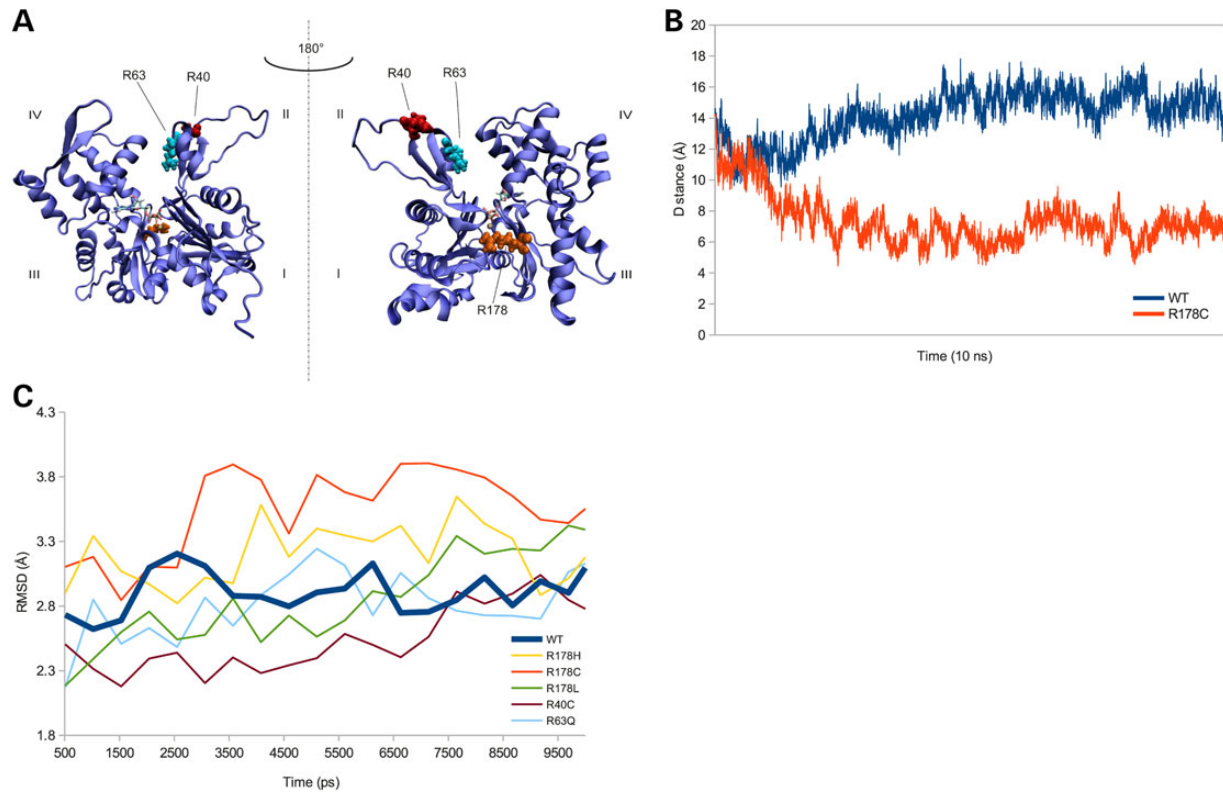 A
180°
R63
R40
IV
II
III
I
R40
R63
II
IV
I
III
R178
B
20
18
16
14
12
10
8
6
4
2
0
D stance (Å)
Time (10 ns)
WT
R178C
C
4.3
3.8
3.3
2.8
2.3
1.8
RMSD (Å)
500 1500 2500 3500 4500 5500 6500 7500 8500 9500
Time (ps)
WT
R178H
R178C
R178L
R40C
R63Q